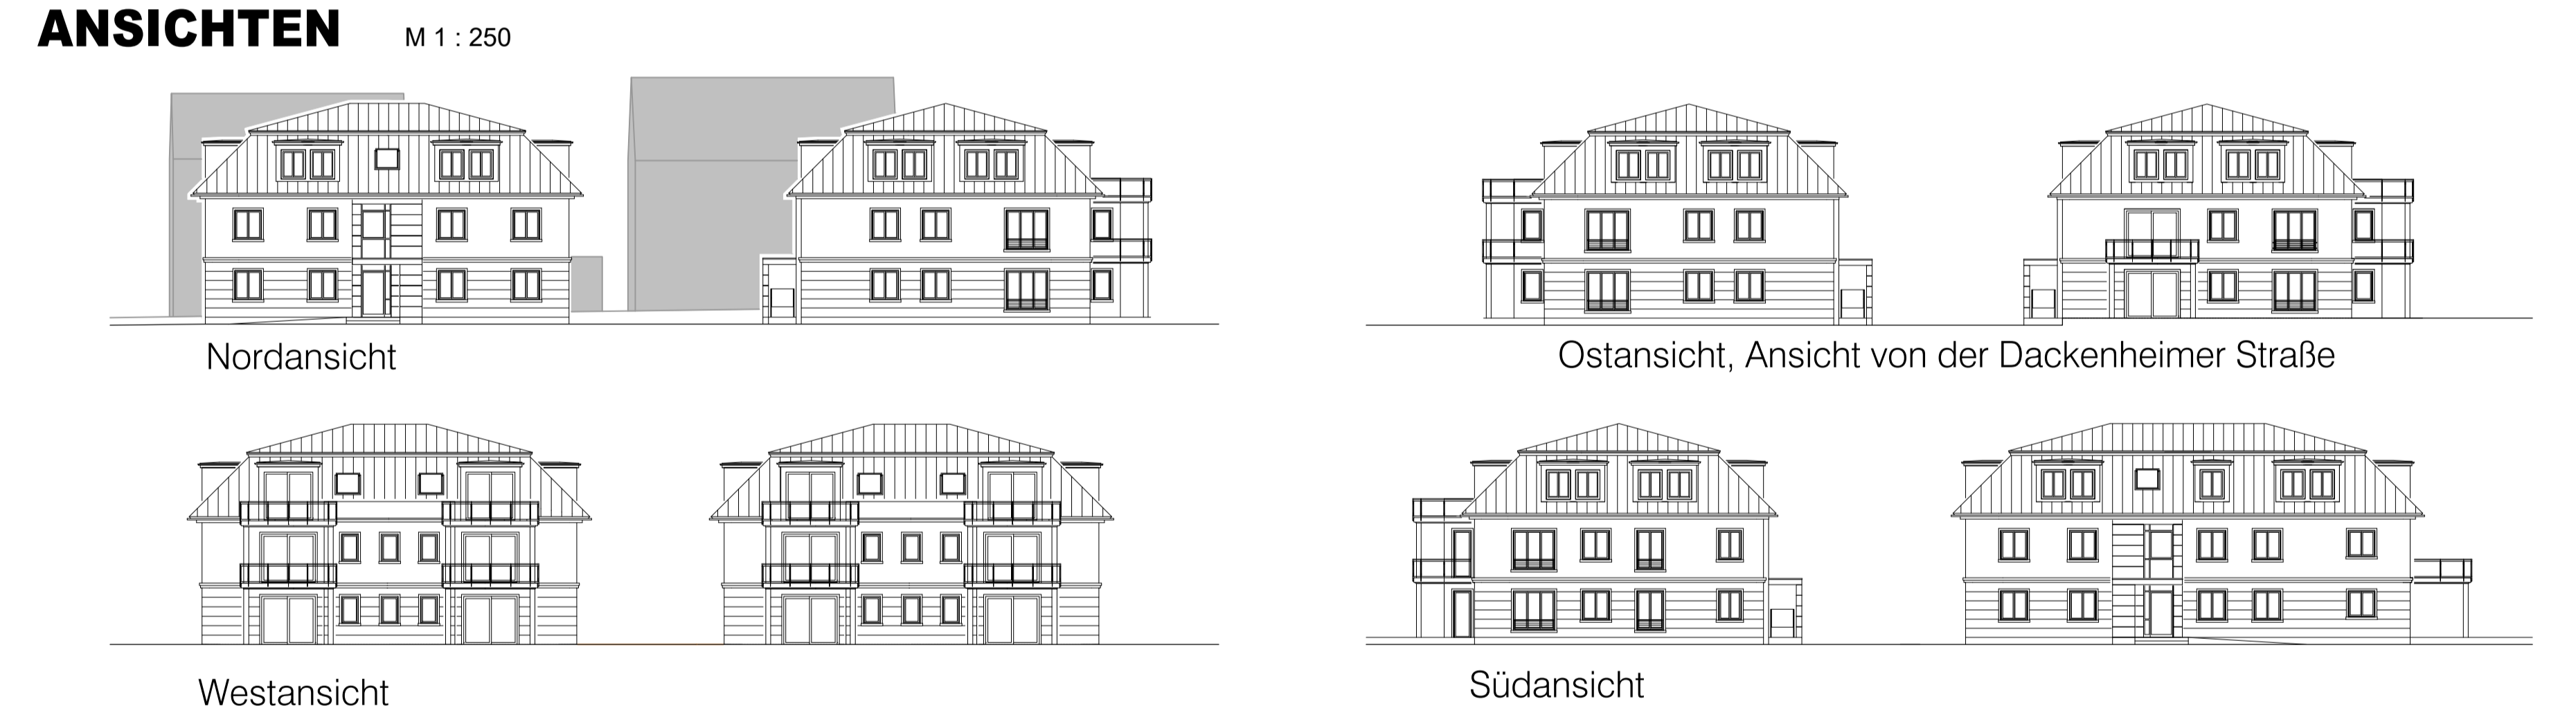 ANSICHTEN M 1 : 250
Nordansicht
Ostansicht, Ansicht von der Dackenheimer Straße
Westansicht
Südansicht